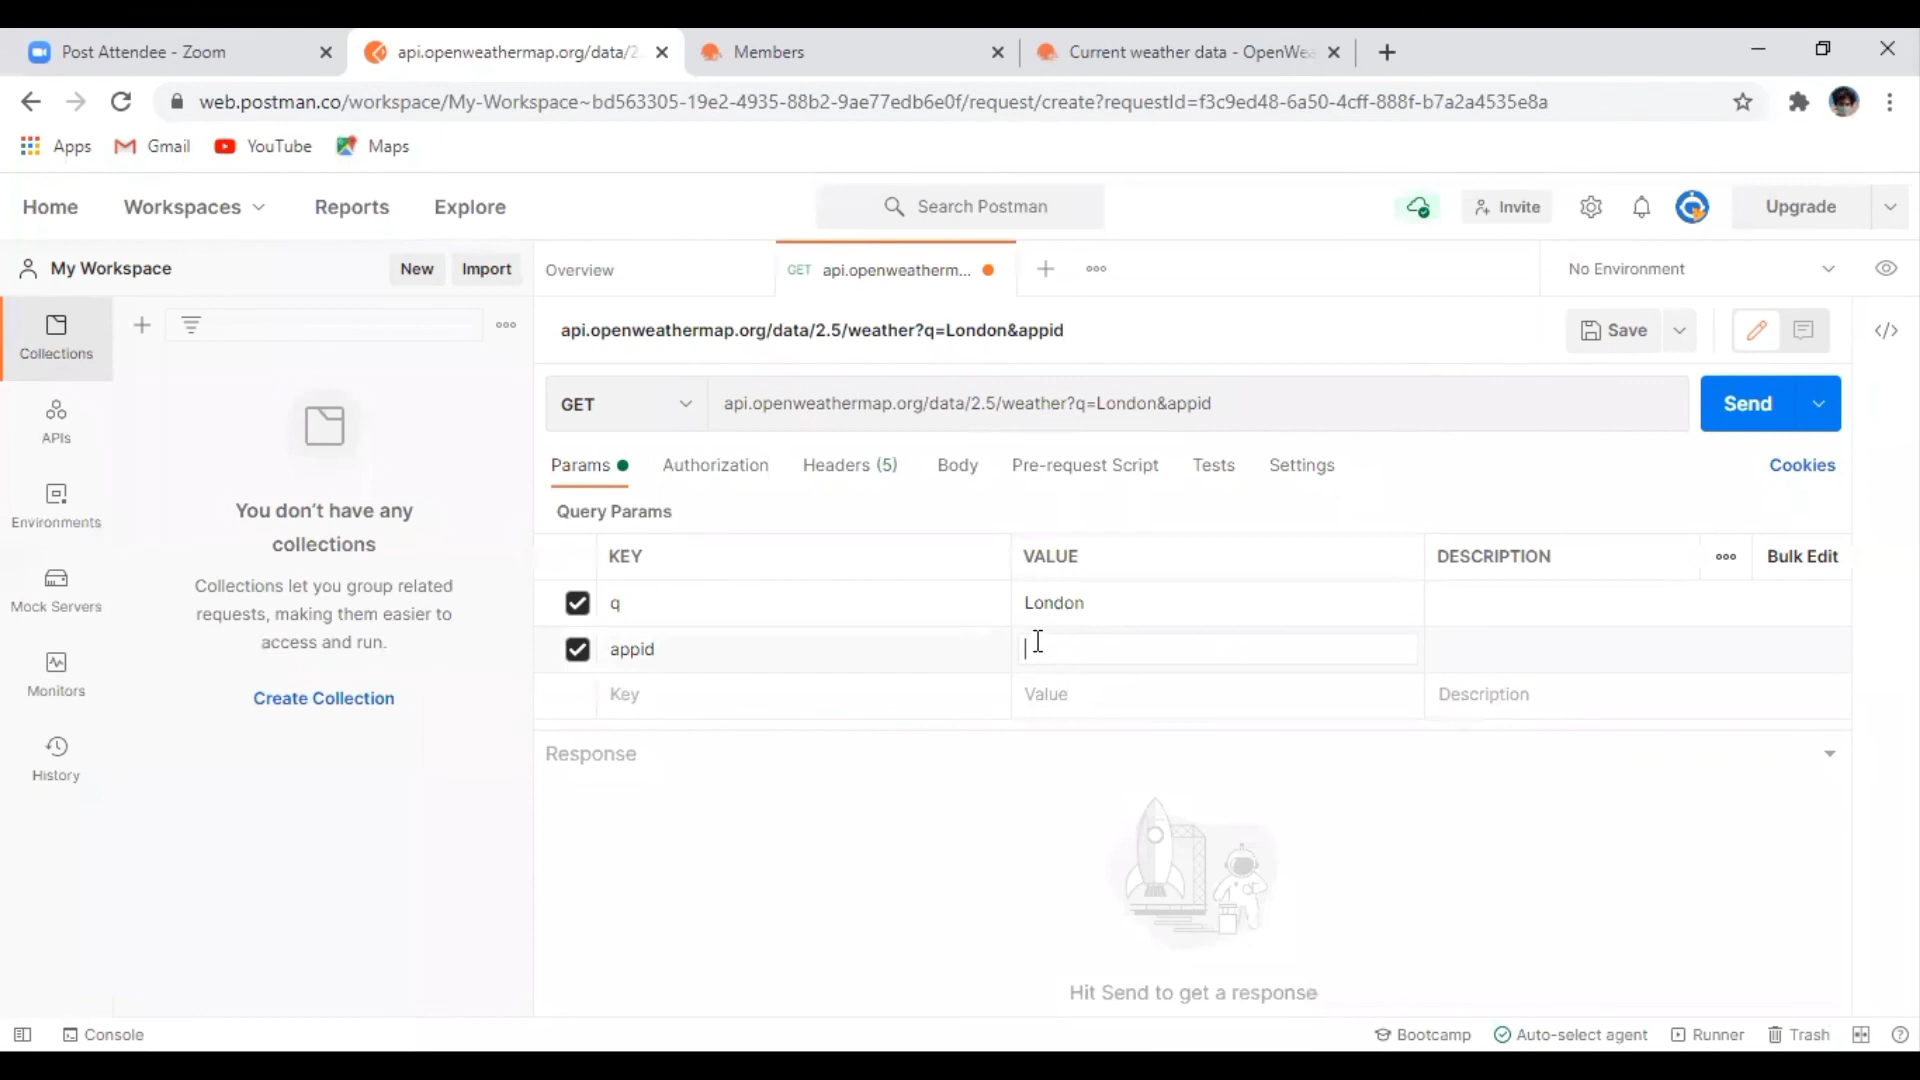 Post Attendee - Zoom
api.openweathermap.org/data/2
Members
Current weather data - OpenWea
web.postman.co/workspace/My-Workspace~bd563305-19e2-4935-88b2-9ae77edb6e0f/request/create?requestId=f3c9ed48-6a50-4cff-888f-b7a2a4535e8a
Apps
Gmail
YouTube
Maps
Home
Workspaces
Reports
Explore
Search Postman
Invite
Upgrade
My Workspace
New
Import
Overview
GET api.openweatherm...
No Environment
Collections
APIs
Environments
Mock Servers
Monitors
History
You don't have any
collections
Collections let you group related
requests, making them easier to
access and run.
Create Collection
api.openweathermap.org/data/2.5/weather?q=London&appid
Save
GET
api.openweathermap.org/data/2.5/weather?q=London&appid
Send
Params
Authorization
Headers (5)
Body
Pre-request Script
Tests
Settings
Cookies
Query Params
KEY
VALUE
DESCRIPTION
Bulk Edit
q
London
appid
Key
Value
Description
Response
Hit Send to get a response
Console
Bootcamp
Auto-select agent
Runner
Trash